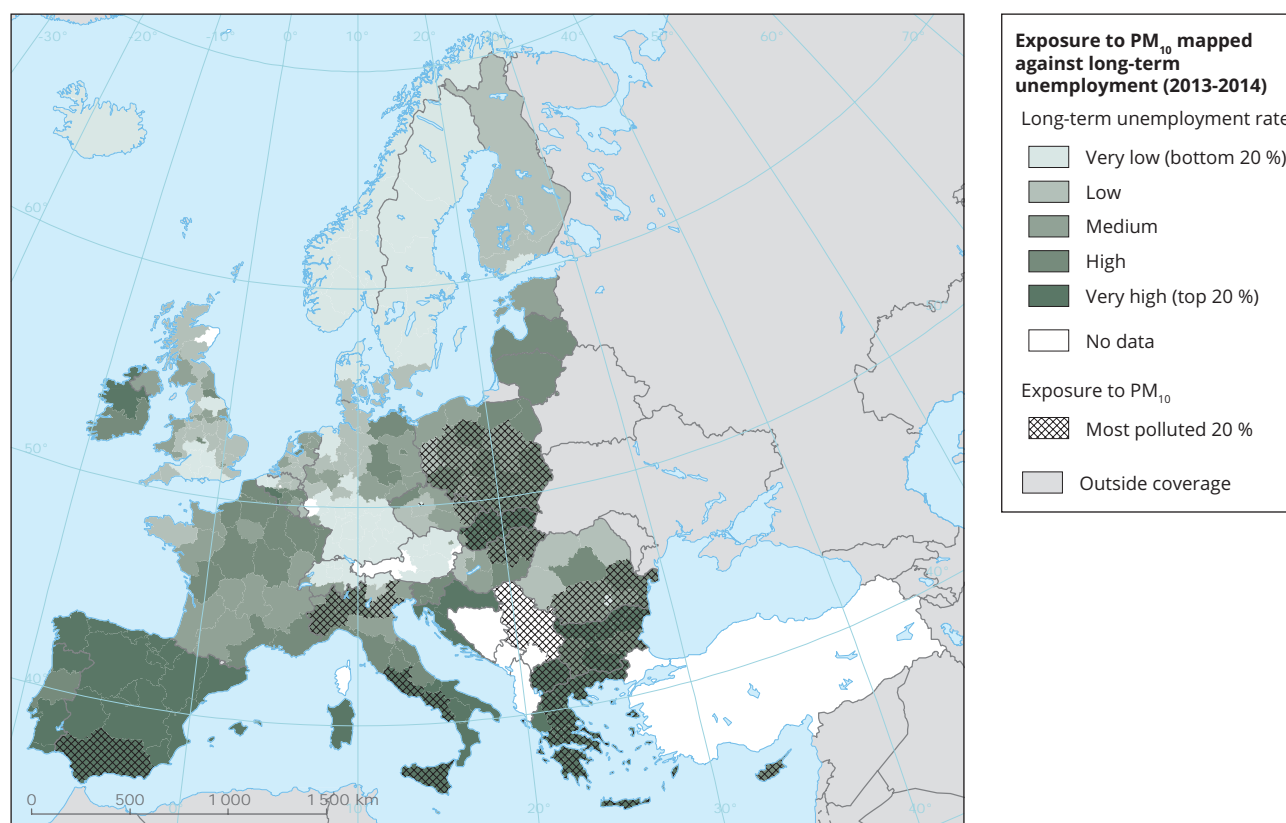 -30°
-20°
-10°
0°
10°
20°
30°
40°
50°
60°
70°
60°
50°
40°
40°
0
500
1 000
1 500 km
0°
10°
20°
30°
40°
Exposure to PM10 mapped
against long-term
unemployment (2013-2014)
Long-term unemployment rate
Very low (bottom 20 %)
Low
Medium
High
Very high (top 20 %)
No data
Exposure to PM10
Most polluted 20 %
Outside coverage